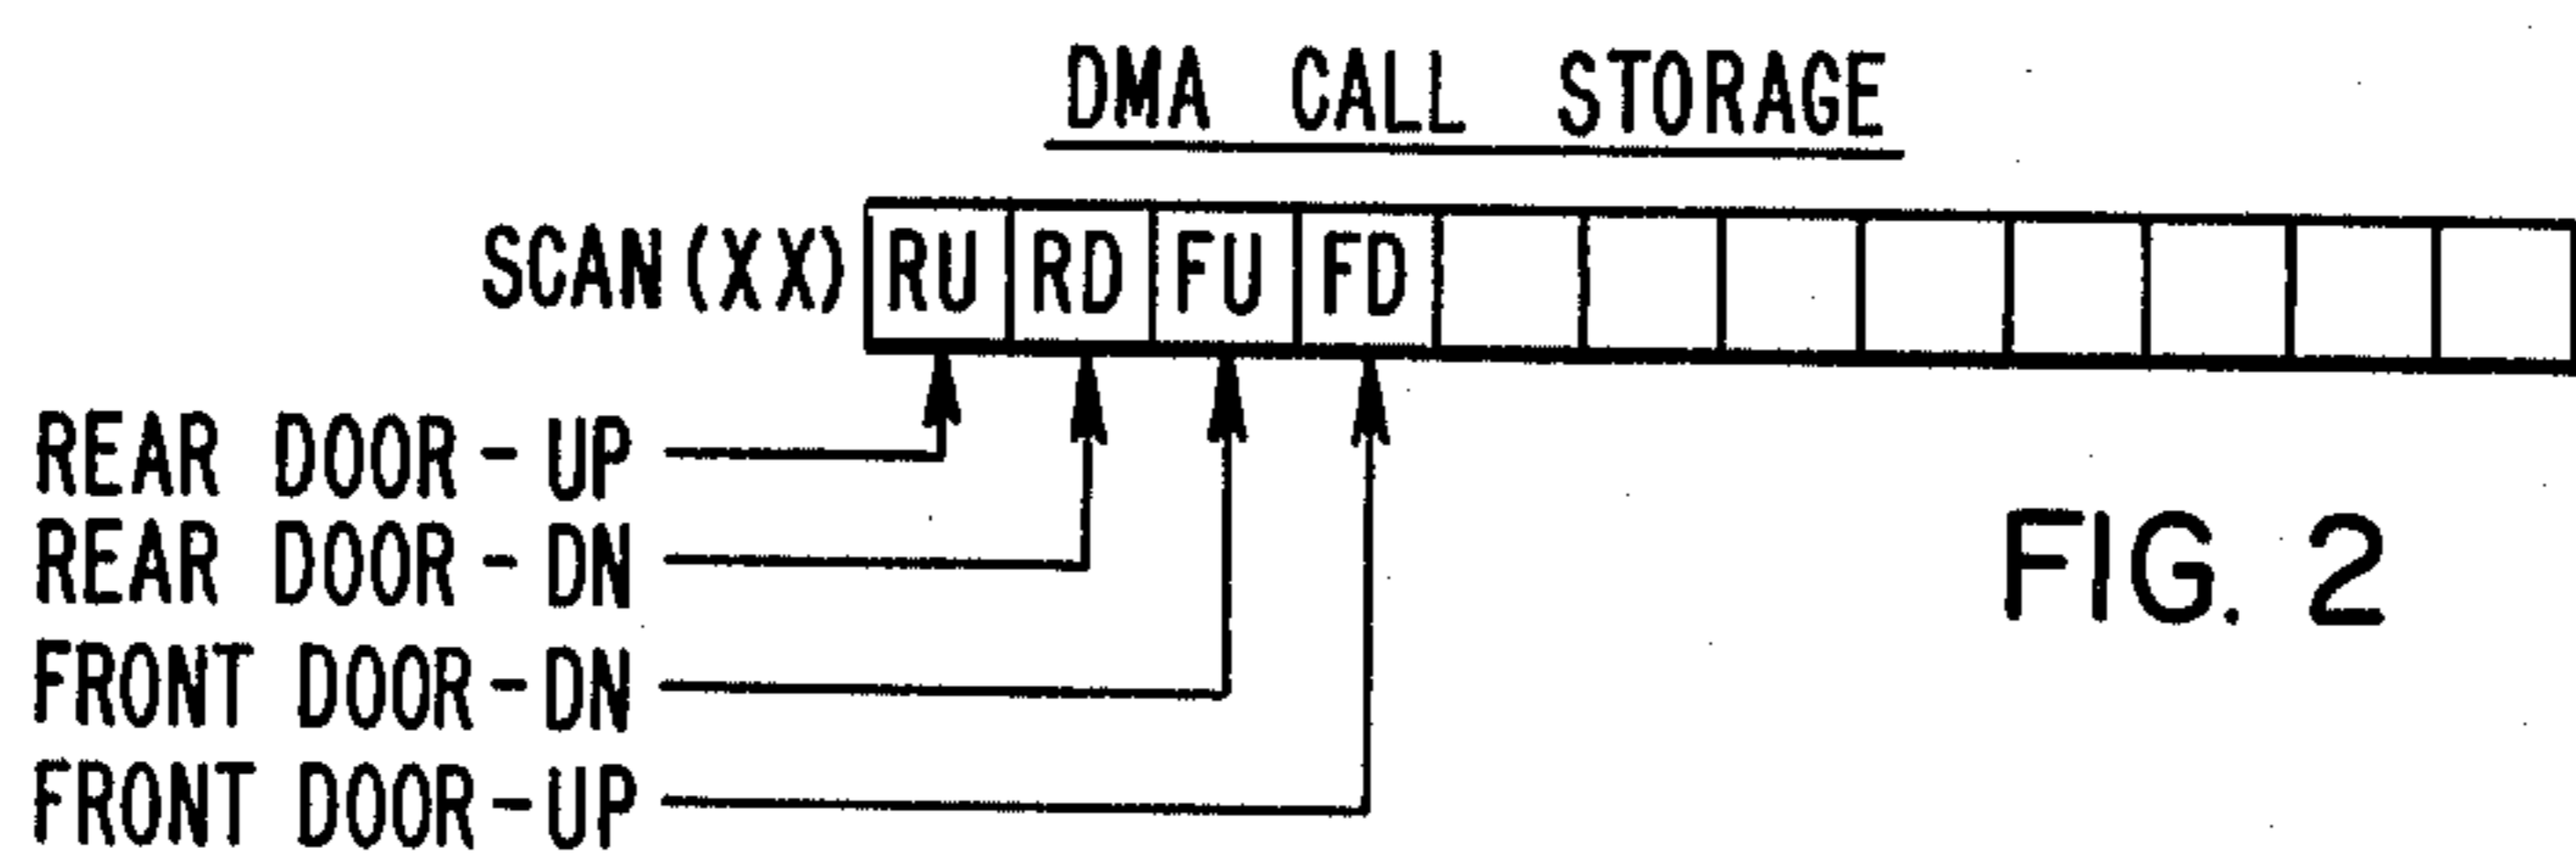 DMA CALL STORAGE
SCAN(XX) RU RD FU FD
REAR DOOR-UP
REAR DOOR-DN
FRONT DOOR-DN
FRONT DOOR-UP
FIG. 2